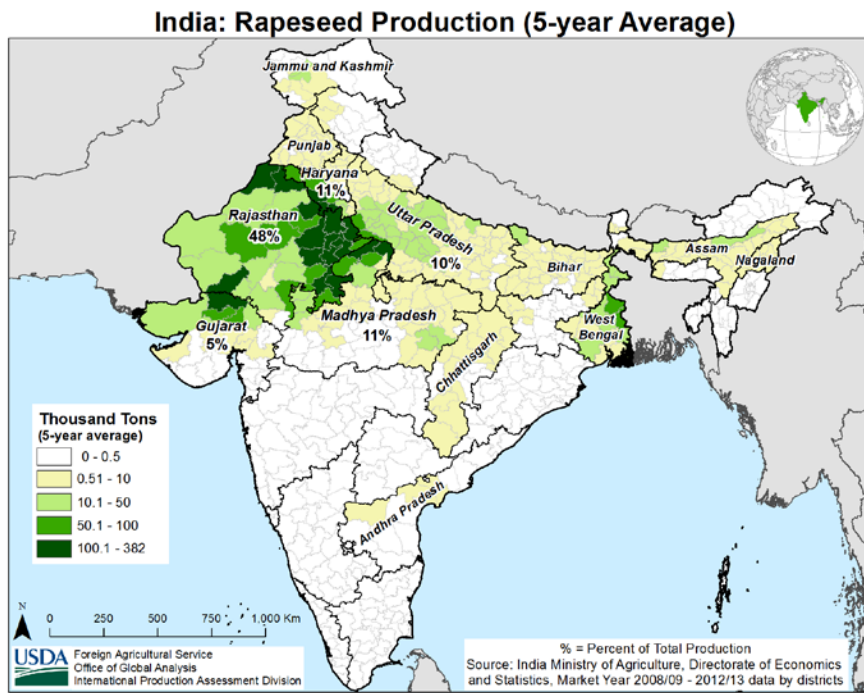 India: Rapeseed Production (5-year Average)
Jammu and Kashmir
Punjab
Haryana
11%
Rajasthan
48%
Uttar Pradesh
10%
Assam
Nagaland
Bihar
Madhya Pradesh
11%
Gujarat
5%
West
Bengal
Chhattisgarh
Andhra Pradesh
Thousand Tons
(5-year average)
0 - 0.5
0.51 - 10
10.1 - 50
50.1 - 100
100.1 - 382
N
0 250 500 750 1,000 Km
USDA
Foreign Agricultural Service
Office of Global Analysis
International Production Assessment Division
% = Percent of Total Production
Source: India Ministry of Agriculture, Directorate of Economics
and Statistics, Market Year 2008/09 - 2012/13 data by districts